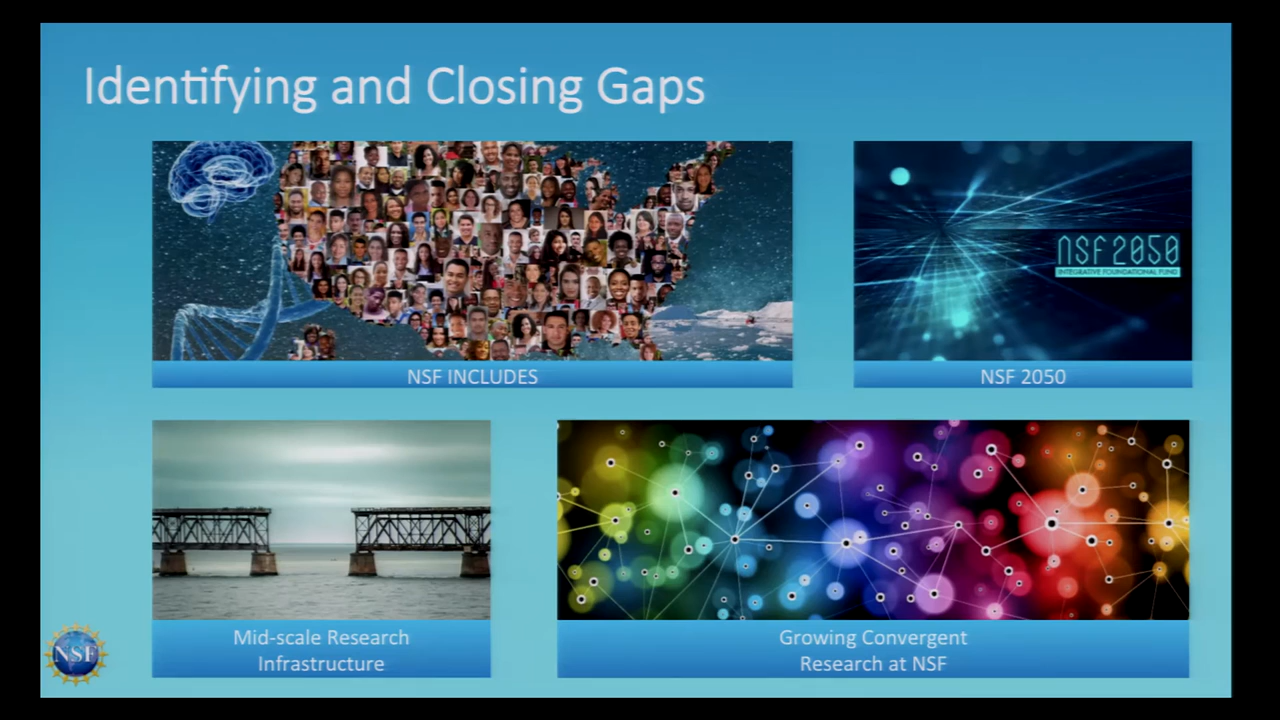 Identifying and Closing Gaps
NSF 2050
INTEGRATIVE FOUNDATIONAL FUND
NSF INCLUDES
NSF 2050
Mid-scale Research
Infrastructure
Growing Convergent
Research at NSF
NSF